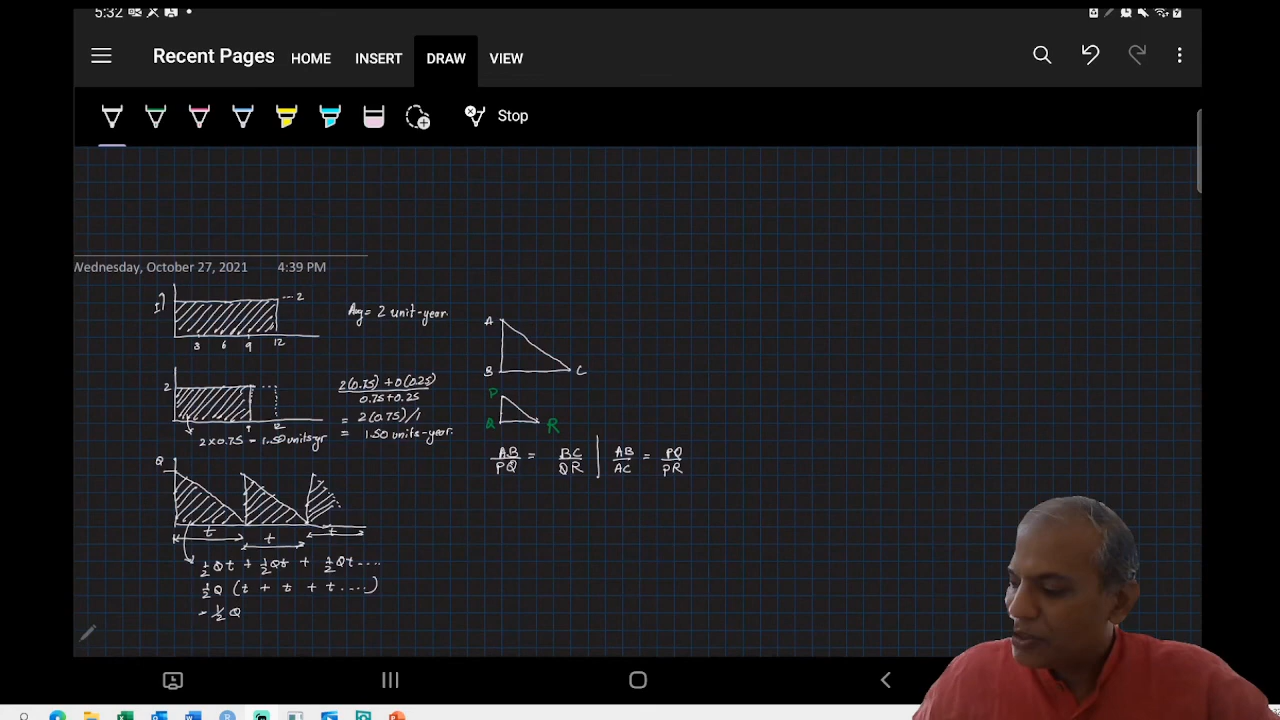 5:32
Recent Pages HOME INSERT DRAW VIEW
Stop
Wednesday, October 27, 2021 4:39 PM
I
2
3 6 9 12
Avg = 2 unit-year.
2
9 12
2 x 0.75 = 1.50 units-yr
2(0.75) + 0(0.25)
0.75 + 0.25
= 2(0.75)/1
= 1.50 units-year.
Q
t t t
½Qt + ½Qt + ½Qt ....
½Q (t + t + t ....)
= ½Q
A
B C
P
Q R
AB/PQ = BC/QR | AB/AC = PQ/PR